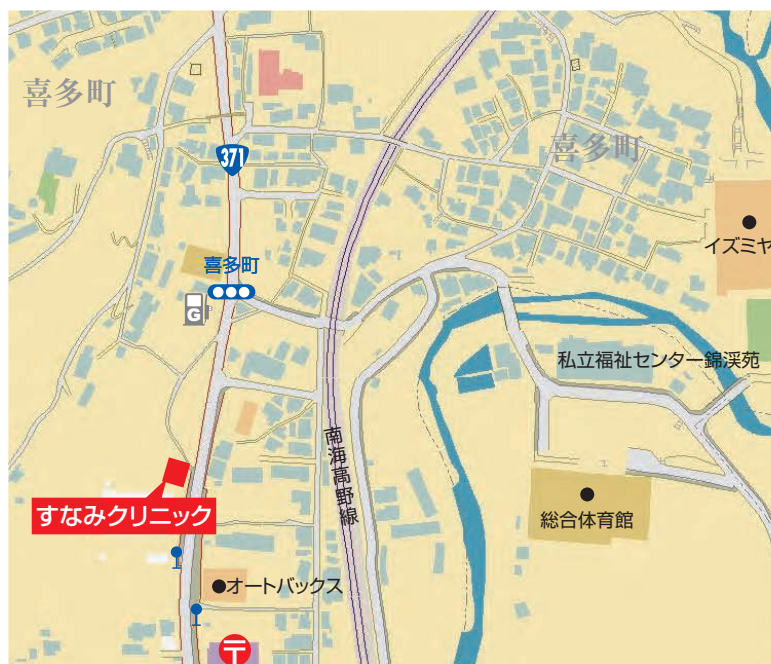 喜多町
371
喜多町
イズミヤ
喜多町
G
私立福祉センター錦渓苑
南海高野線
すなみクリニック
総合体育館
オートバックス
〒